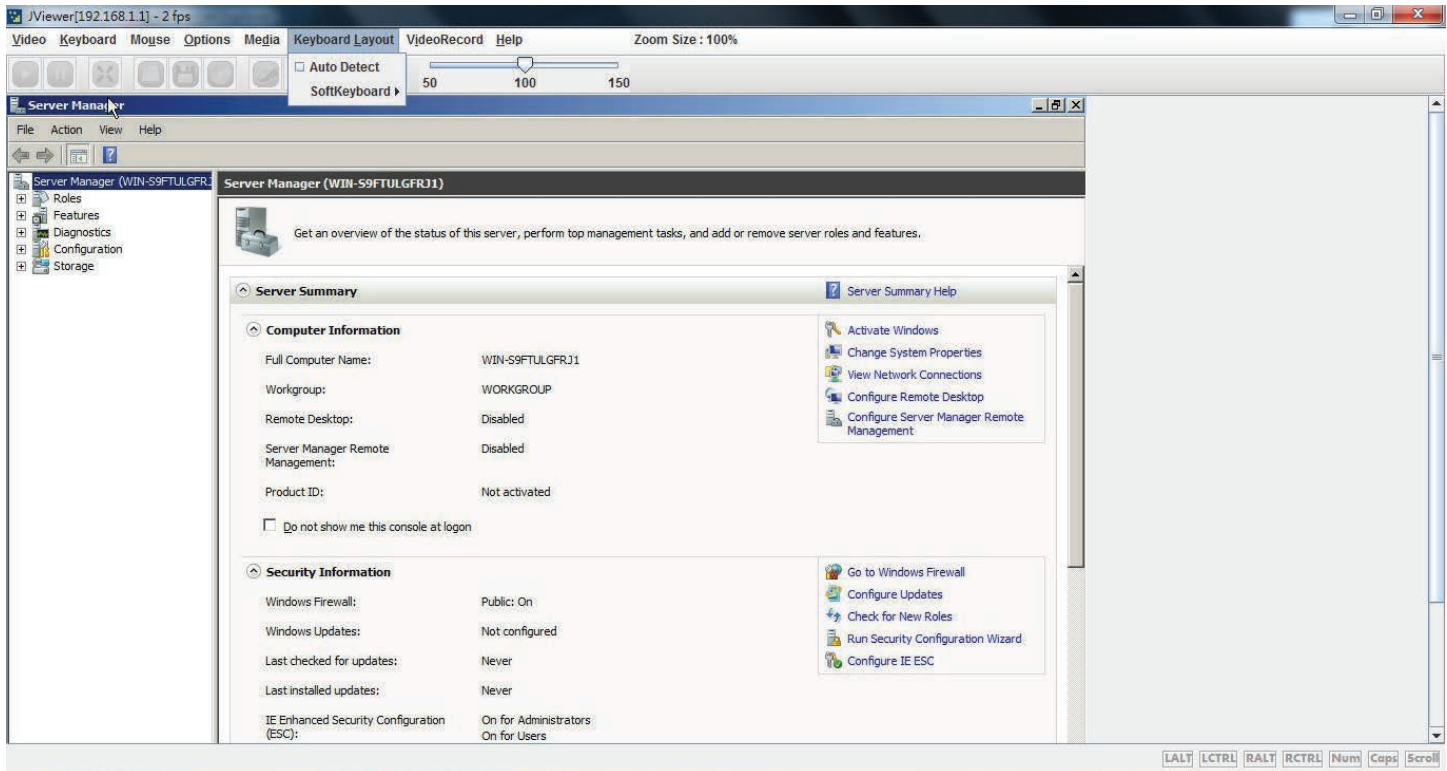 JViewer[192.168.1.1] - 2 fps
Video Keyboard Mouse Options Media Keyboard Layout VideoRecord Help Zoom Size : 100%
Auto Detect
SoftKeyboard
50 100 150
Server Manager
File Action View Help
Server Manager (WIN-S9FTULGFRJ
Roles
Features
Diagnostics
Configuration
Storage
Server Manager (WIN-S9FTULGFRJ1)
Get an overview of the status of this server, perform top management tasks, and add or remove server roles and features.
Server Summary
Server Summary Help
Computer Information
Full Computer Name: WIN-S9FTULGFRJ1
Workgroup: WORKGROUP
Remote Desktop: Disabled
Server Manager Remote Management: Disabled
Product ID: Not activated
Do not show me this console at logon
Activate Windows
Change System Properties
View Network Connections
Configure Remote Desktop
Configure Server Manager Remote
Management
Security Information
Windows Firewall: Public: On
Windows Updates: Not configured
Last checked for updates: Never
Last installed updates: Never
IE Enhanced Security Configuration On for Administrators
(ESC): On for Users
Go to Windows Firewall
Configure Updates
Check for New Roles
Run Security Configuration Wizard
Configure IE ESC
LALT LCTRL RALT RCTRL Num Caps Scroll